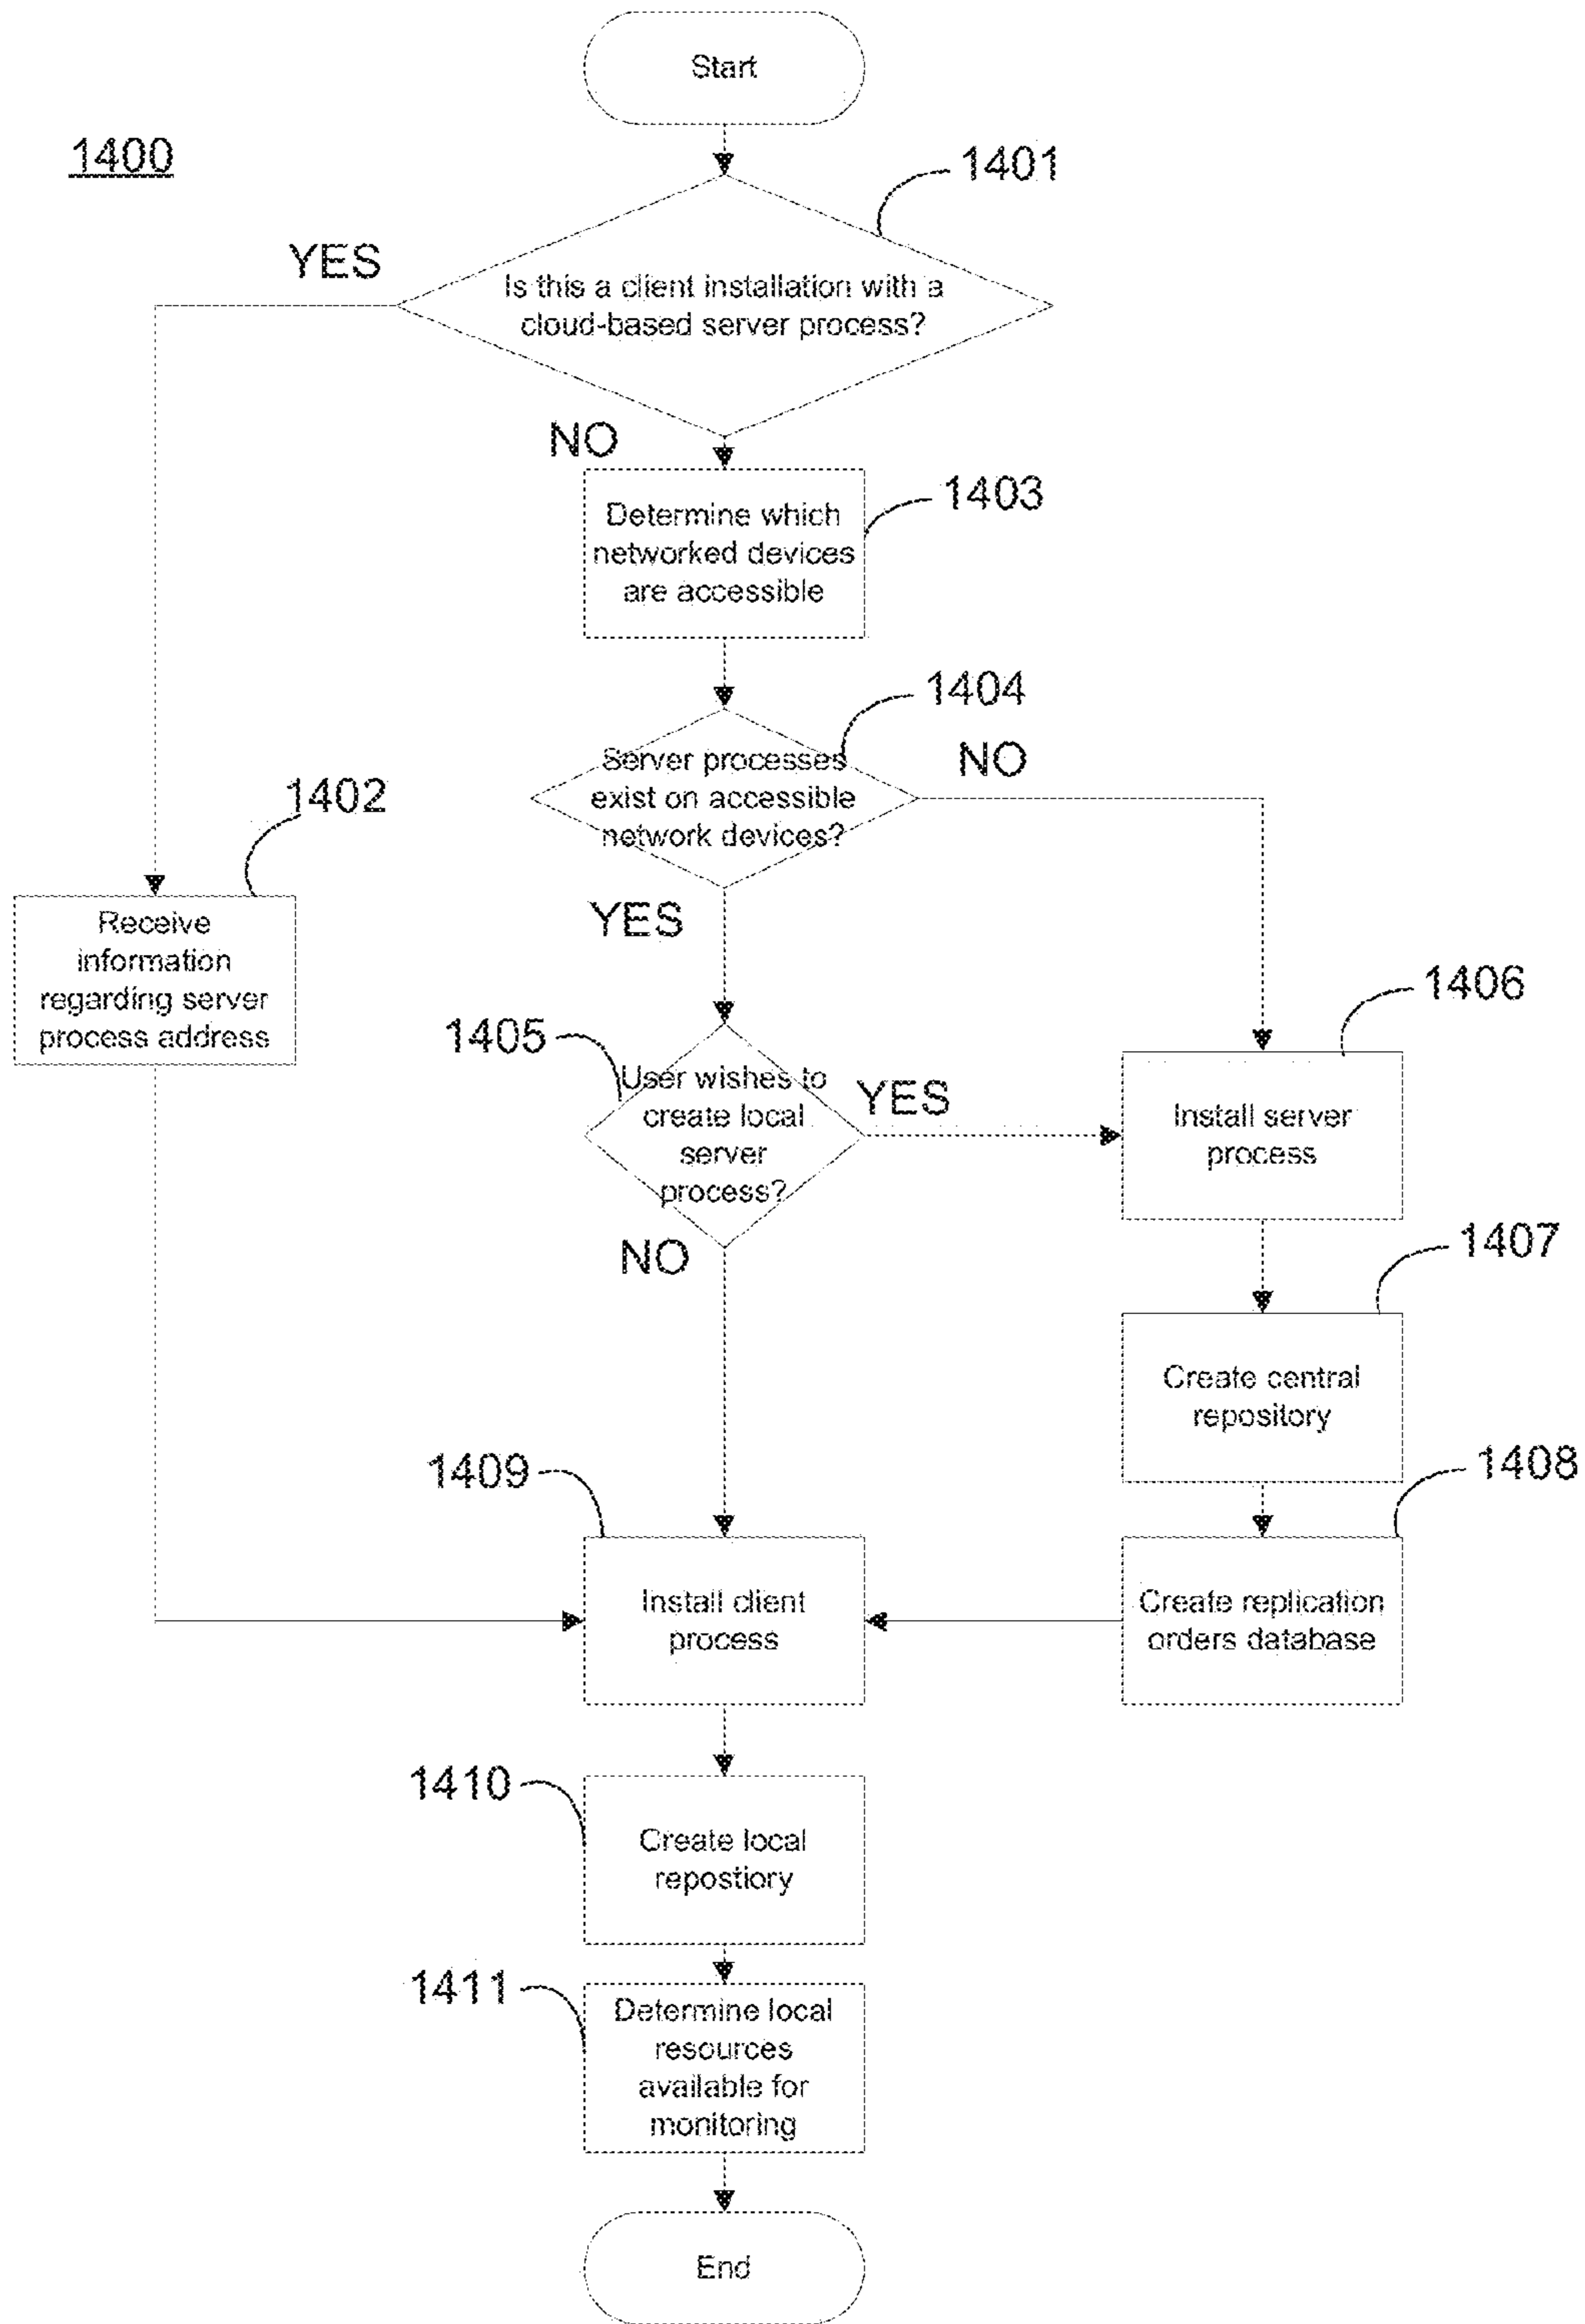 Start
1400
1401
YES
Is this a client installation with a
cloud-based server process?
NO
1403
Determine which
networked devices
are accessible
1404
Server processes
exist on accessible
network devices?
NO
1402
YES
Receive
information
regarding server
process address
1406
1405
User wishes to
create local
server
process?
YES
Install server
process
NO
1407
Create central
repository
1409
1408
Install client
process
Create replication
orders database
1410
Create local
repostiory
1411
Determine local
resources
available for
monitoring
End